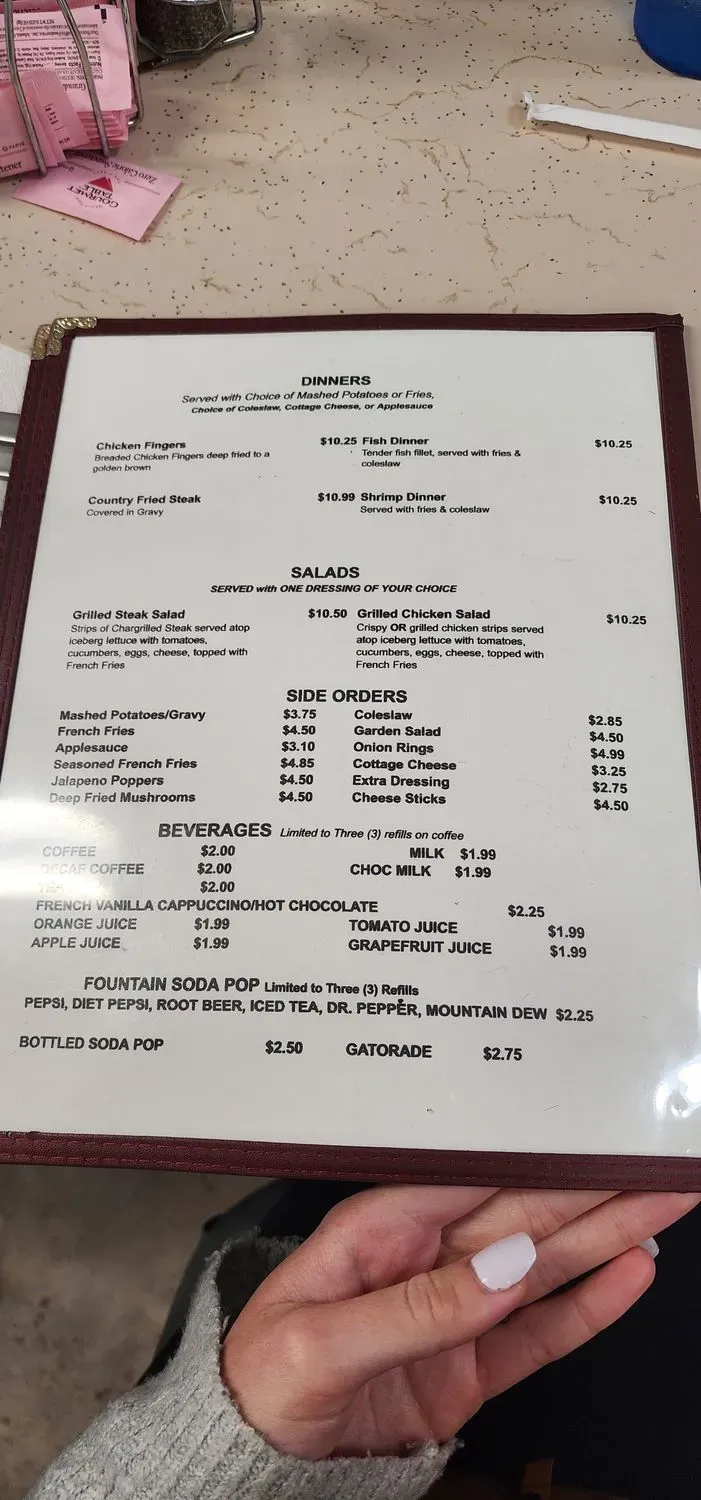 GOURMET
TABLE
Zero Calorie
DINNERS
Served with Choice of Mashed Potatoes or Fries,
Choice of Coleslaw, Cottage Cheese, or Applesauce
Chicken Fingers $10.25
Breaded Chicken Fingers deep fried to a
golden brown
Fish Dinner $10.25
Tender fish fillet, served with fries &
coleslaw
Country Fried Steak $10.99
Covered in Gravy
Shrimp Dinner $10.25
Served with fries & coleslaw
SALADS
SERVED with ONE DRESSING OF YOUR CHOICE
Grilled Steak Salad $10.50
Strips of Chargrilled Steak served atop
iceberg lettuce with tomatoes,
cucumbers, eggs, cheese, topped with
French Fries
Grilled Chicken Salad $10.25
Crispy OR grilled chicken strips served
atop iceberg lettuce with tomatoes,
cucumbers, eggs, cheese, topped with
French Fries
SIDE ORDERS
Mashed Potatoes/Gravy $3.75 Coleslaw $2.85
French Fries $4.50 Garden Salad $4.50
Applesauce $3.10 Onion Rings $4.99
Seasoned French Fries $4.85 Cottage Cheese $3.25
Jalapeno Poppers $4.50 Extra Dressing $2.75
Deep Fried Mushrooms $4.50 Cheese Sticks $4.50
BEVERAGES Limited to Three (3) refills on coffee
COFFEE $2.00 MILK $1.99
DECAF COFFEE $2.00 CHOC MILK $1.99
TEA $2.00
FRENCH VANILLA CAPPUCCINO/HOT CHOCOLATE $2.25
ORANGE JUICE $1.99 TOMATO JUICE $1.99
APPLE JUICE $1.99 GRAPEFRUIT JUICE $1.99
FOUNTAIN SODA POP Limited to Three (3) Refills
PEPSI, DIET PEPSI, ROOT BEER, ICED TEA, DR. PEPPER, MOUNTAIN DEW $2.25
BOTTLED SODA POP $2.50 GATORADE $2.75